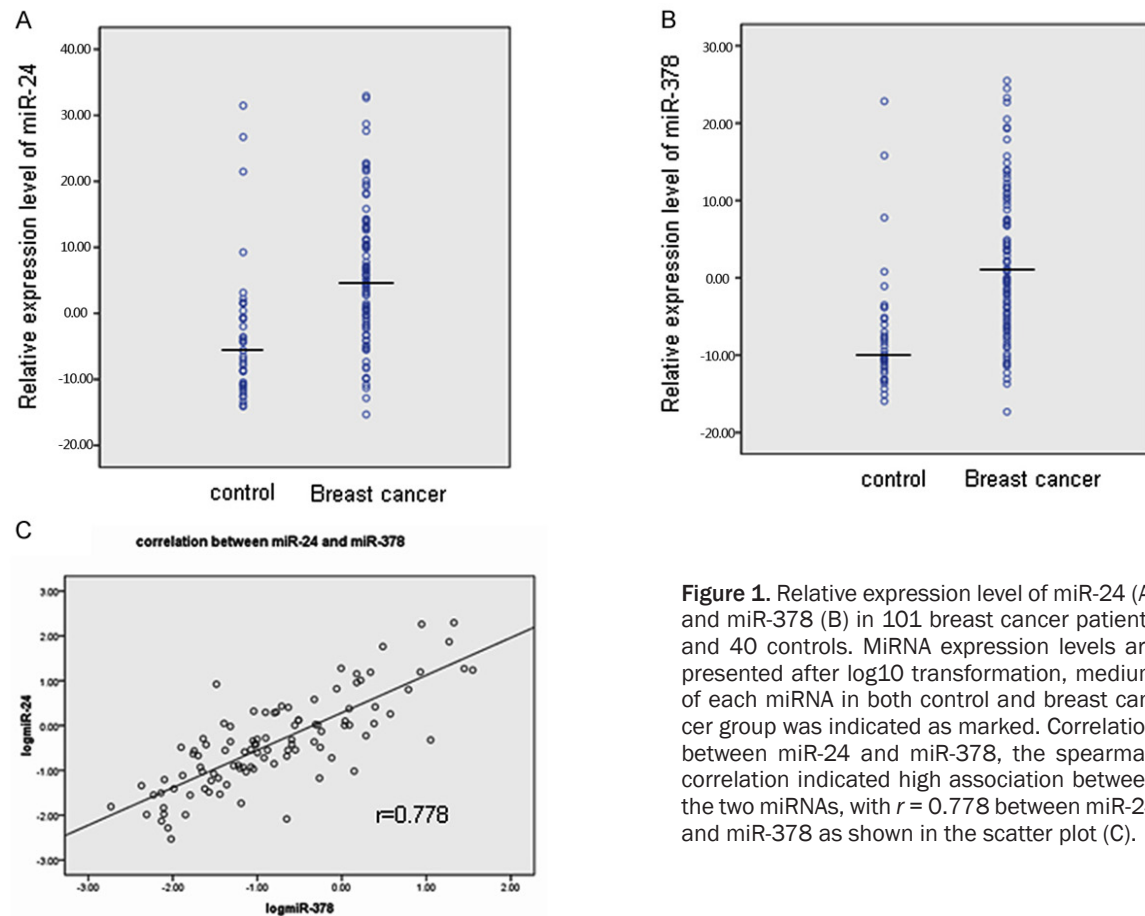 A
Relative expression level of miR-24
40.00
30.00
20.00
10.00
0.00
-10.00
-20.00
control Breast cancer
B
Relative expression level of miR-378
30.00
20.00
10.00
0.00
-10.00
-20.00
control Breast cancer
C
correlation between miR-24 and miR-378
logmiR-24
3.00
2.00
1.00
0.00
-1.00
-2.00
-3.00
r=0.778
-3.00 -2.00 -1.00 0.00 1.00 2.00
logmiR-378
Figure 1. Relative expression level of miR-24 (A
and miR-378 (B) in 101 breast cancer patient
and 40 controls. MiRNA expression levels ar
presented after log10 transformation, medium
of each miRNA in both control and breast can
cer group was indicated as marked. Correlatio
between miR-24 and miR-378, the spearma
correlation indicated high association betwee
the two miRNAs, with r = 0.778 between miR-2
and miR-378 as shown in the scatter plot (C).